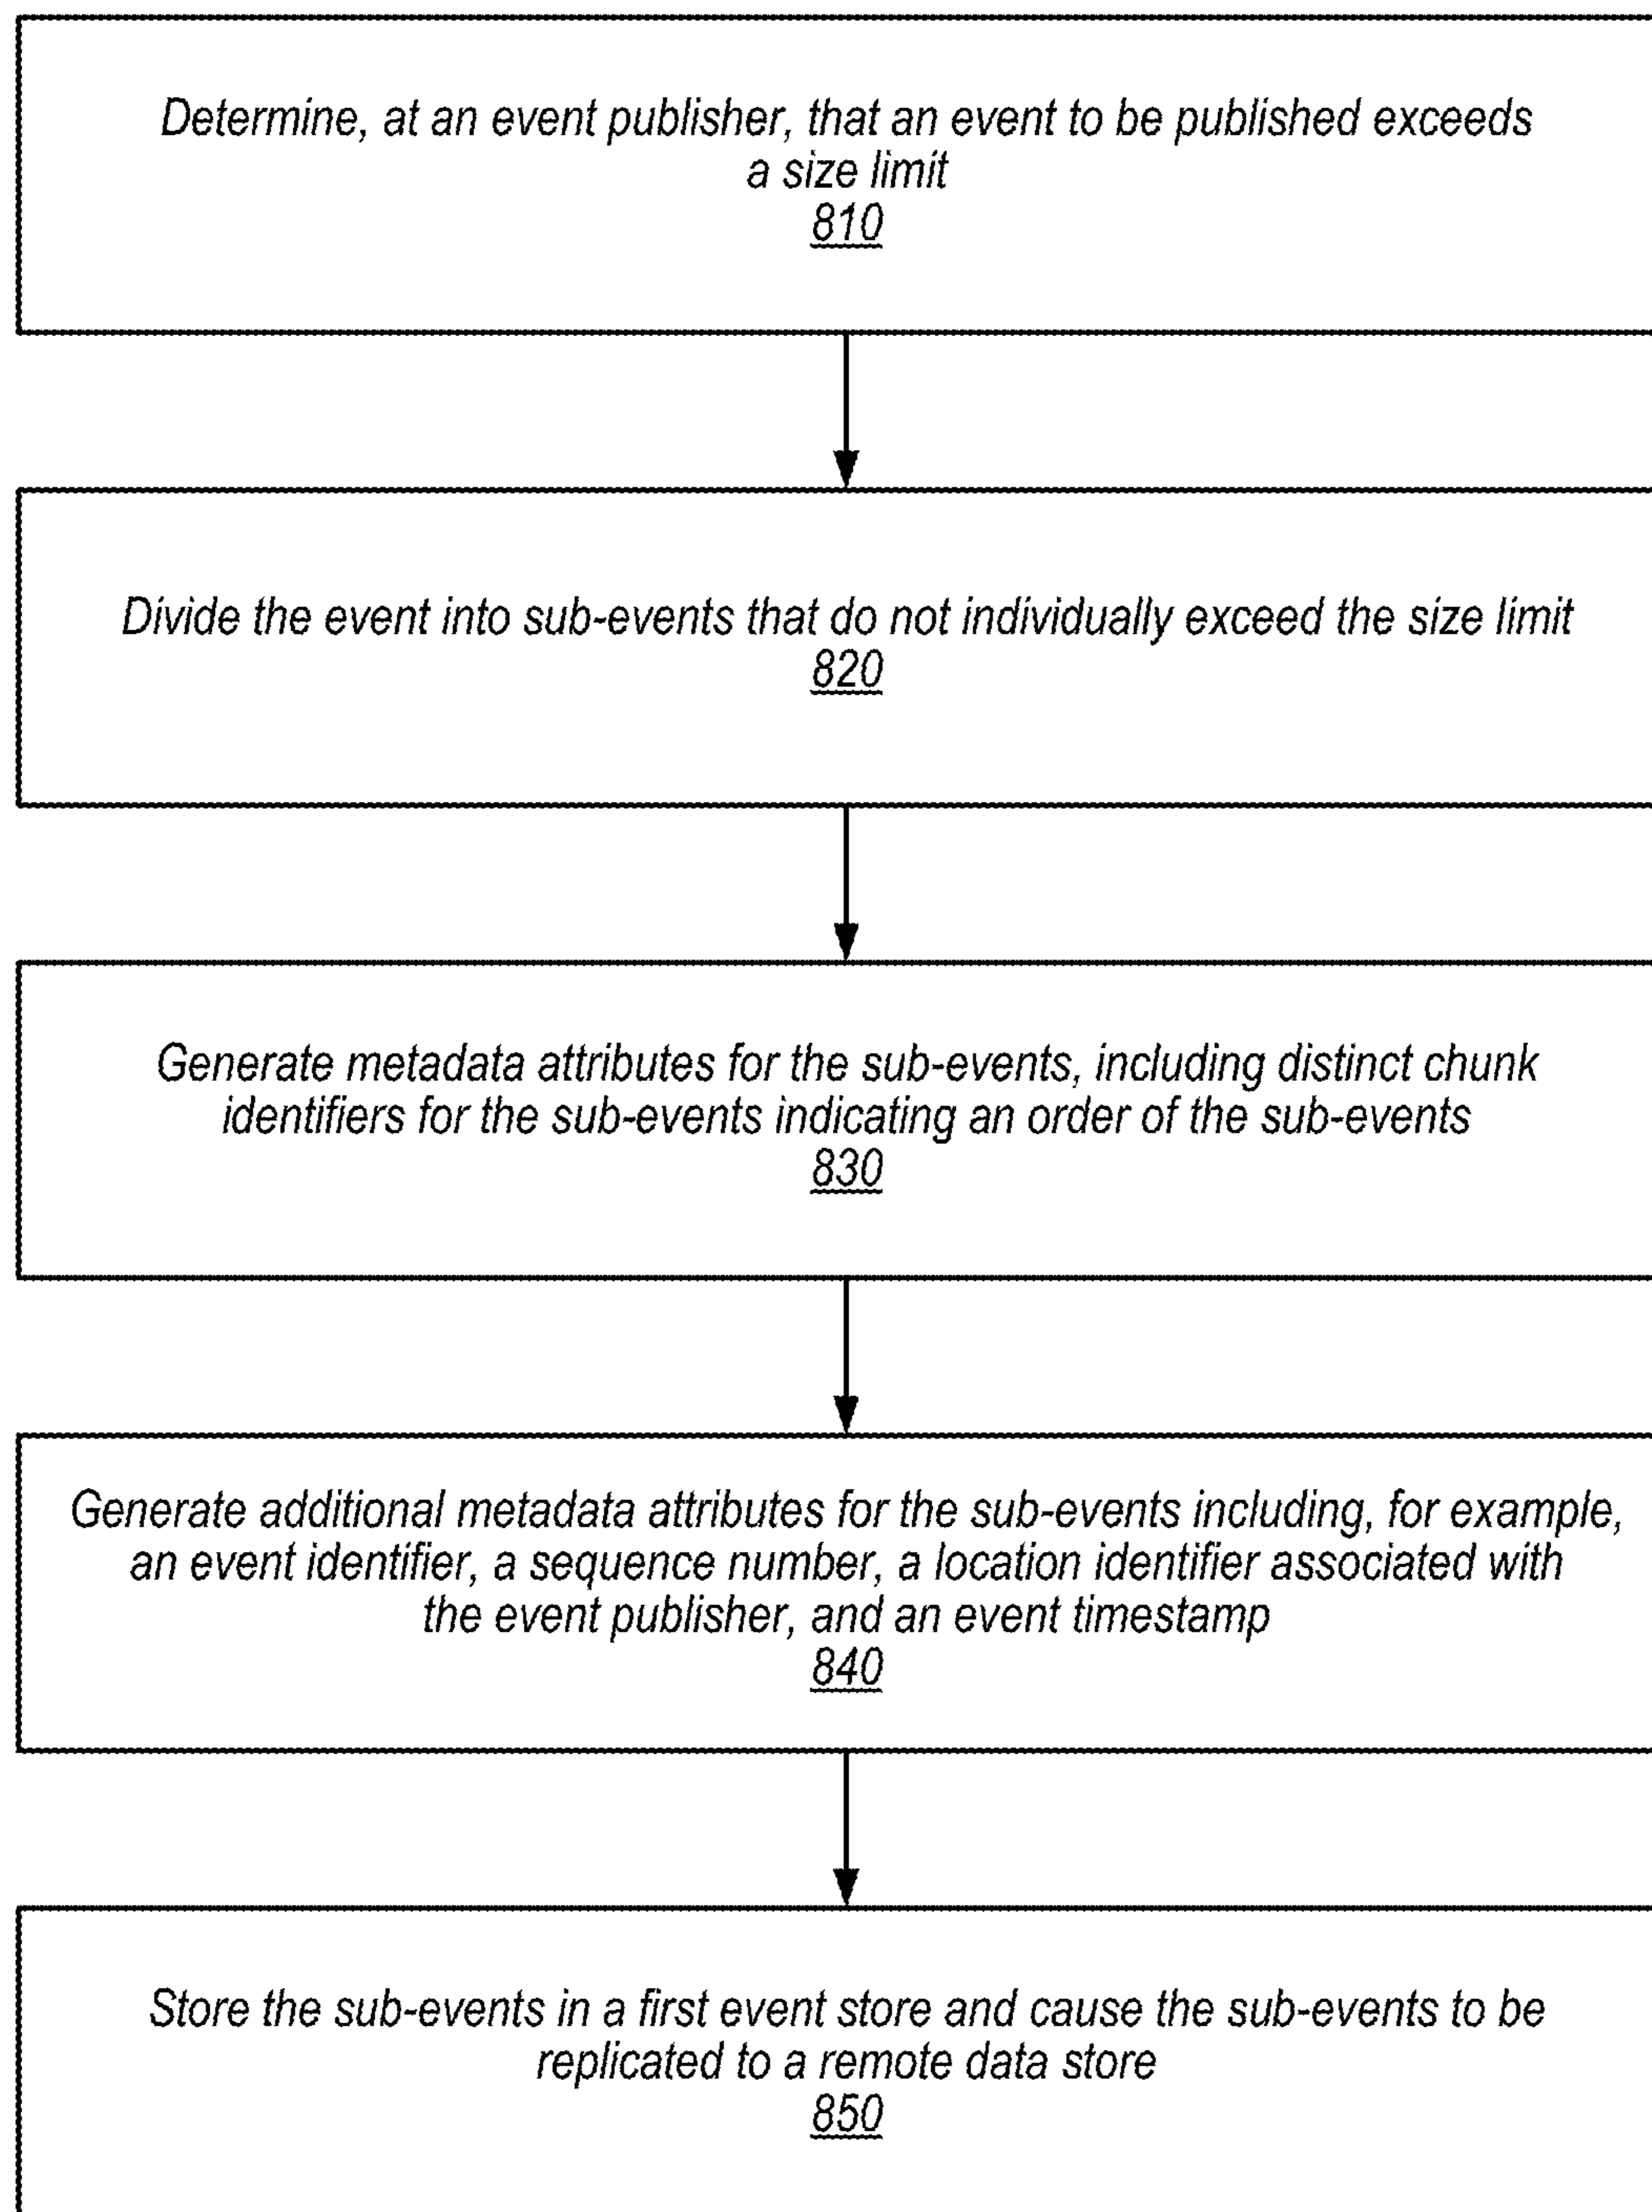 Determine, at an event publisher, that an event to be published exceeds
a size limit
810
Divide the event into sub-events that do not individually exceed the size limit
820
Generate metadata attributes for the sub-events, including distinct chunk
identifiers for the sub-events indicating an order of the sub-events
830
Generate additional metadata attributes for the sub-events including, for example,
an event identifier, a sequence number, a location identifier associated with
the event publisher, and an event timestamp
840
Store the sub-events in a first event store and cause the sub-events to be
replicated to a remote data store
850